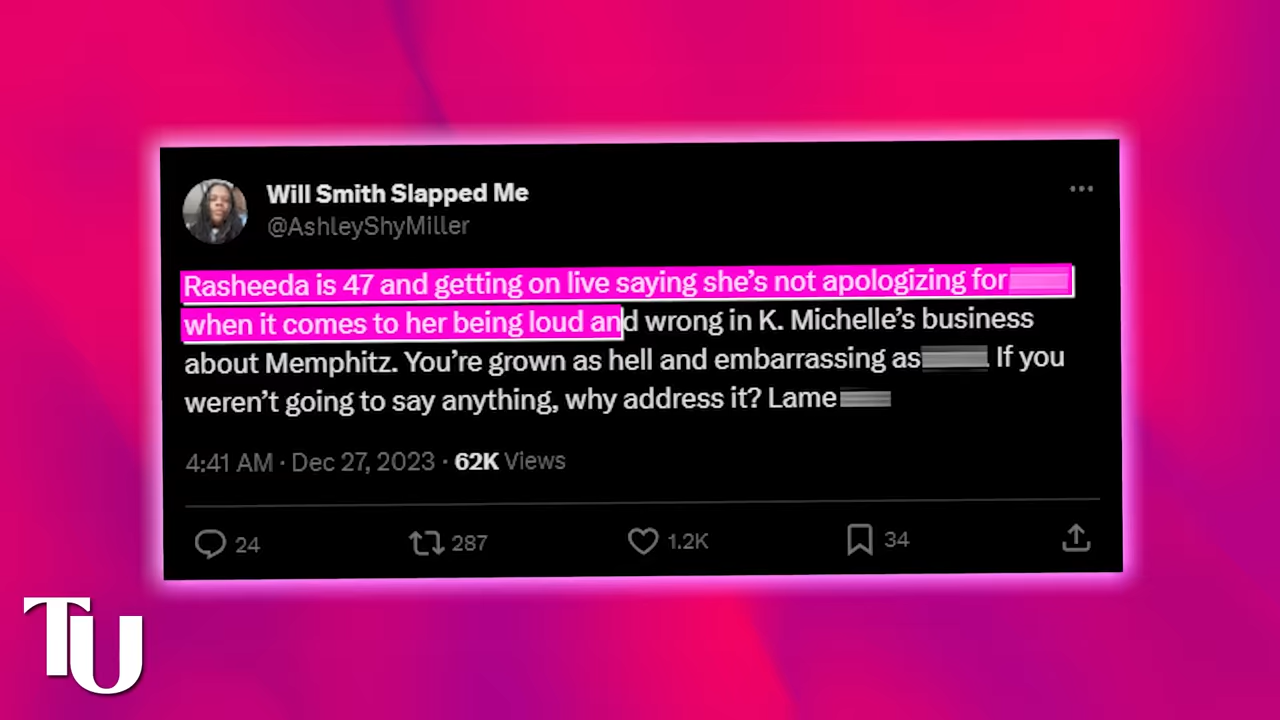 Will Smith Slapped Me
@AshleyShyMiller
Rasheeda is 47 and getting on live saying she's not apologizing for
when it comes to her being loud and wrong in K. Michelle's business
about Memphitz. You're grown as hell and embarrassing as . If you
weren't going to say anything, why address it? Lame
4:41 AM · Dec 27, 2023 · 62K Views
24 287 1.2K 34
TU